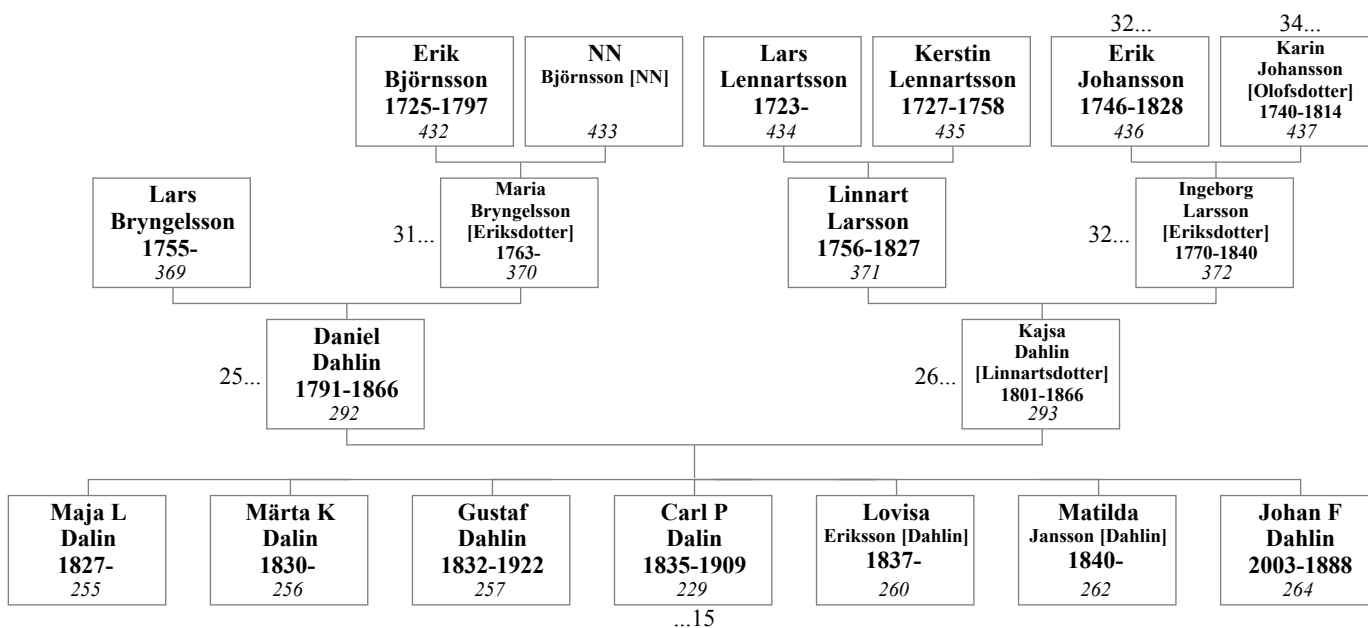 32...
34...
Erik
Björnsson
1725-1797
432
NN
Björnsson [NN]
433
Lars
Lennartsson
1723-
434
Kerstin
Lennartsson
1727-1758
435
Erik
Johansson
1746-1828
436
Karin
Johansson
[Olofsdotter]
1740-1814
437
Lars
Bryngelsson
1755-
369
31...
Maria
Bryngelsson
[Eriksdotter]
1763-
370
Linnart
Larsson
1756-1827
371
32...
Ingeborg
Larsson
[Eriksdotter]
1770-1840
372
25...
Daniel
Dahlin
1791-1866
292
26...
Kajsa
Dahlin
[Linnartsdotter]
1801-1866
293
Maja L
Dalin
1827-
255
Märta K
Dalin
1830-
256
Gustaf
Dahlin
1832-1922
257
Carl P
Dalin
1835-1909
229
Lovisa
Eriksson [Dahlin]
1837-
260
Matilda
Jansson [Dahlin]
1840-
262
Johan F
Dahlin
2003-1888
264
...15